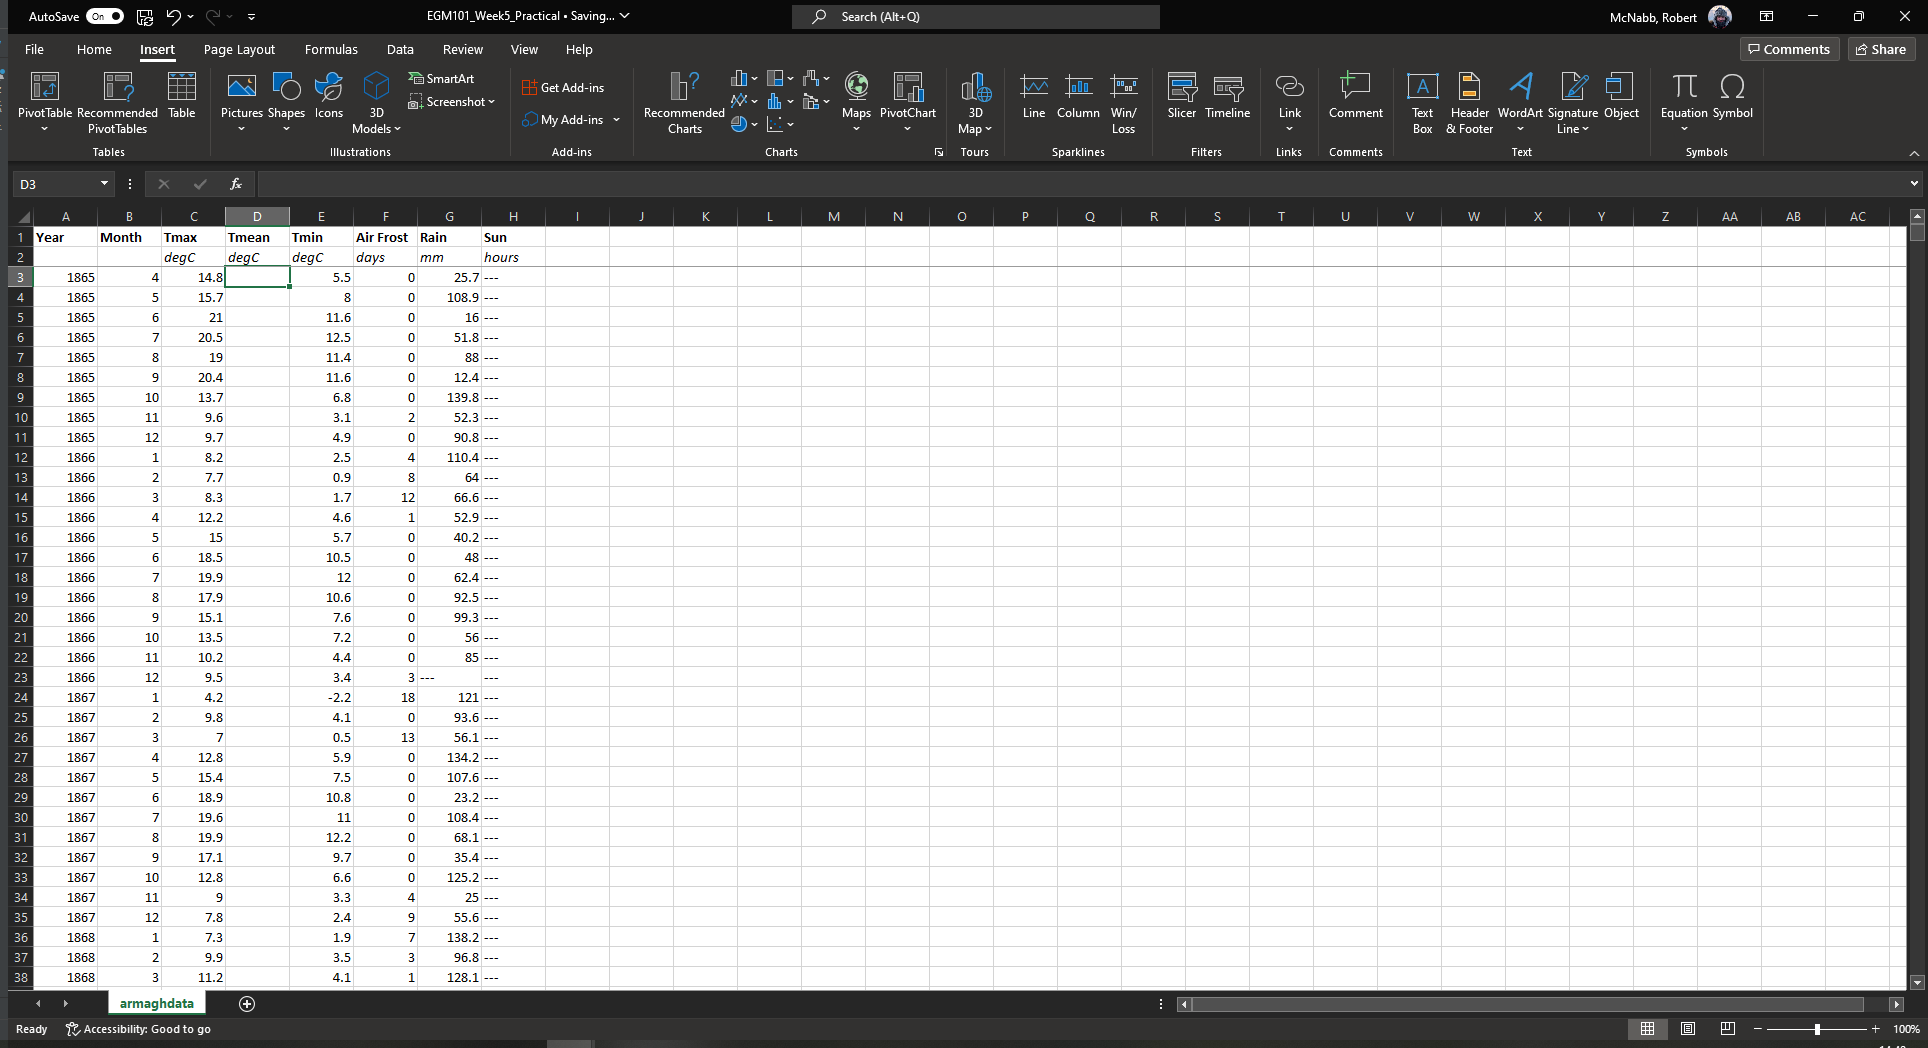 AutoSave On EGM101_Week5_Practical • Saving... Search (Alt+Q) McNabb, Robert
File Home Insert Page Layout Formulas Data Review View Help Comments Share
PivotTable Recommended PivotTables Table Pictures Shapes Icons 3D Models SmartArt Screenshot Get Add-ins My Add-ins Recommended Charts Maps PivotChart 3D Map Line Column Win/Loss Slicer Timeline Link Comment Text Box Header & Footer WordArt Signature Line Object Equation Symbol
Tables Illustrations Add-ins Charts Tours Sparklines Filters Links Comments Text Symbols
D3 fx
A B C D E F G H I J K L M N O P Q R S T U V W X Y Z AA AB AC
1 Year Month Tmax Tmean Tmin Air Frost Rain Sun
2 degC degC degC days mm hours
3 1865 4 14.8 5.5 0 25.7 ---
4 1865 5 15.7 8 0 108.9 ---
5 1865 6 21 11.6 0 16 ---
6 1865 7 20.5 12.5 0 51.8 ---
7 1865 8 19 11.4 0 88 ---
8 1865 9 20.4 11.6 0 12.4 ---
9 1865 10 13.7 6.8 0 139.8 ---
10 1865 11 9.6 3.1 2 52.3 ---
11 1865 12 9.7 4.9 0 90.8 ---
12 1866 1 8.2 2.5 4 110.4 ---
13 1866 2 7.7 0.9 8 64 ---
14 1866 3 8.3 1.7 12 66.6 ---
15 1866 4 12.2 4.6 1 52.9 ---
16 1866 5 15 5.7 0 40.2 ---
17 1866 6 18.5 10.5 0 48 ---
18 1866 7 19.9 12 0 62.4 ---
19 1866 8 17.9 10.6 0 92.5 ---
20 1866 9 15.1 7.6 0 99.3 ---
21 1866 10 13.5 7.2 0 56 ---
22 1866 11 10.2 4.4 0 85 ---
23 1866 12 9.5 3.4 3 --- ---
24 1867 1 4.2 -2.2 18 121 ---
25 1867 2 9.8 4.1 0 93.6 ---
26 1867 3 7 0.5 13 56.1 ---
27 1867 4 12.8 5.9 0 134.2 ---
28 1867 5 15.4 7.5 0 107.6 ---
29 1867 6 18.9 10.8 0 23.2 ---
30 1867 7 19.6 11 0 108.4 ---
31 1867 8 19.9 12.2 0 68.1 ---
32 1867 9 17.1 9.7 0 35.4 ---
33 1867 10 12.8 6.6 0 125.2 ---
34 1867 11 9 3.3 4 25 ---
35 1867 12 7.8 2.4 9 55.6 ---
36 1868 1 7.3 1.9 7 138.2 ---
37 1868 2 9.9 3.5 3 96.8 ---
38 1868 3 11.2 4.1 1 128.1 ---
armaghdata
Ready Accessibility: Good to go 100%